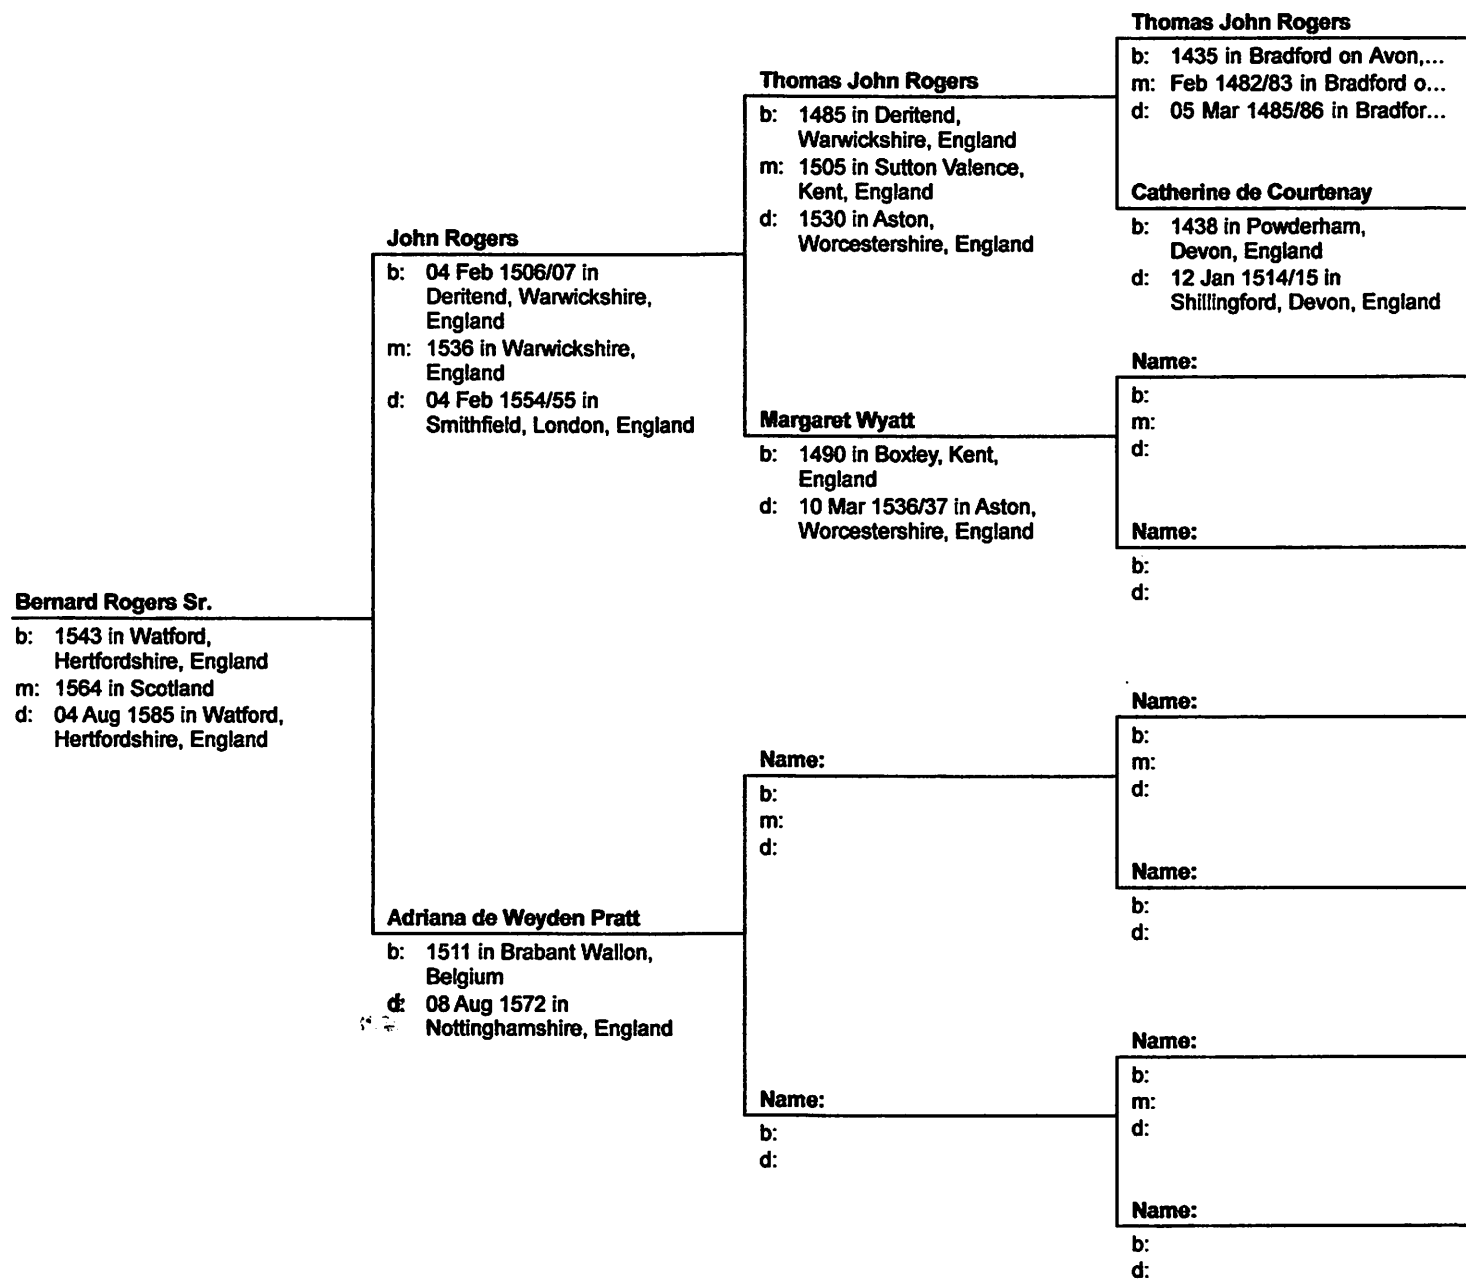 Thomas John Rogers
b: 1435 in Bradford on Avon,...
m: Feb 1482/83 in Bradford o...
d: 05 Mar 1485/86 in Bradfor...
Thomas John Rogers
b: 1485 in Deritend,
Warwickshire, England
m: 1505 in Sutton Valence,
Kent, England
d: 1530 in Aston,
Worcestershire, England
Catherine de Courtenay
b: 1438 in Powderham,
Devon, England
d: 12 Jan 1514/15 in
Shillingford, Devon, England
John Rogers
b: 04 Feb 1506/07 in
Deritend, Warwickshire,
England
m: 1536 in Warwickshire,
England
d: 04 Feb 1554/55 in
Smithfield, London, England
Name:
b:
m:
d:
Margaret Wyatt
b: 1490 in Boxley, Kent,
England
d: 10 Mar 1536/37 in Aston,
Worcestershire, England
Name:
b:
d:
Bernard Rogers Sr.
b: 1543 in Watford,
Hertfordshire, England
m: 1564 in Scotland
d: 04 Aug 1585 in Watford,
Hertfordshire, England
Name:
b:
m:
d:
Name:
b:
m:
d:
Name:
b:
d:
Adriana de Weyden Pratt
b: 1511 in Brabant Wallon,
Belgium
d: 08 Aug 1572 in
Nottinghamshire, England
Name:
b:
m:
d:
Name:
b:
d:
Name:
b:
d: